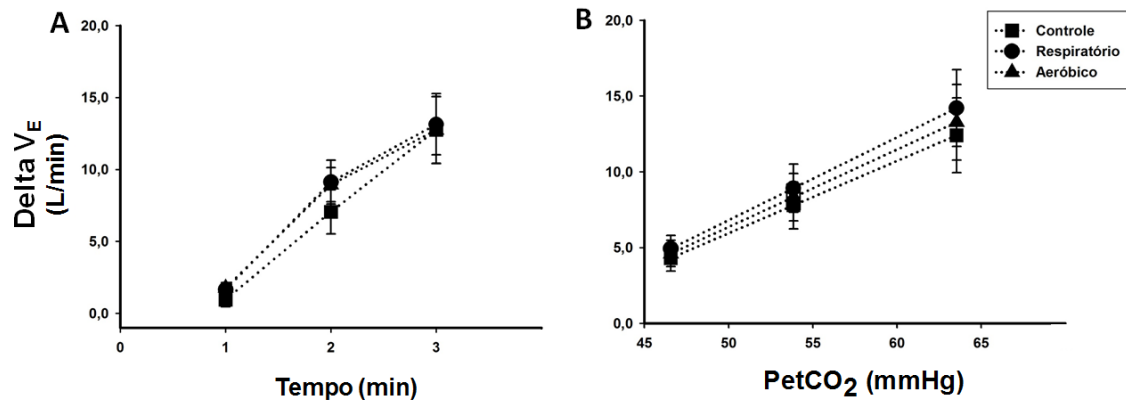 A
20,0
15,0
10,0
5,0
0,0
Delta VE
(L/min)
0
1
2
3
Tempo (min)
B
20,0
15,0
10,0
5,0
0,0
45
50
55
60
65
PetCO2 (mmHg)
Controle
Respiratório
Aeróbico